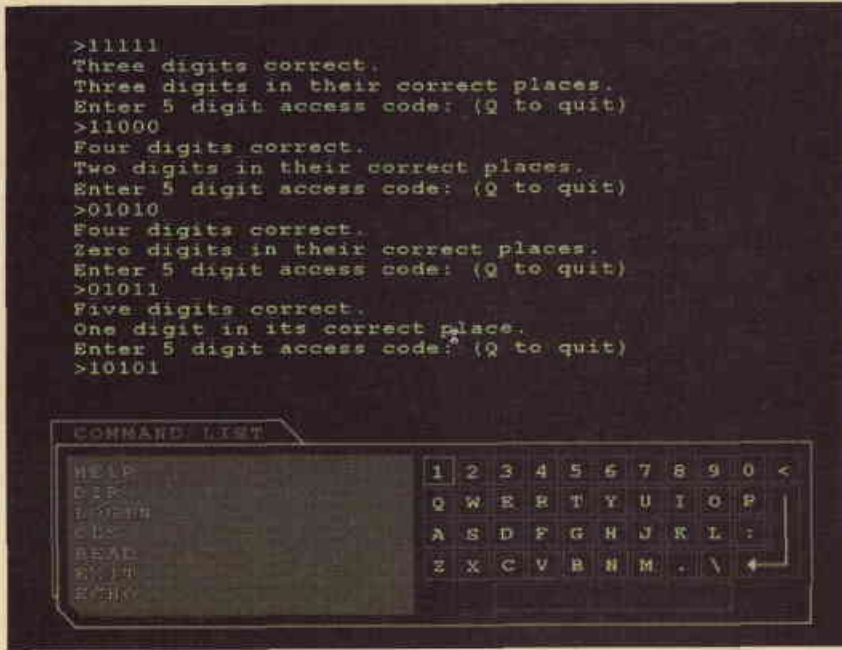 >11111
Three digits correct.
Three digits in their correct places.
Enter 5 digit access code: (Q to quit)
>11000
Four digits correct.
Two digits in their correct places.
Enter 5 digit access code: (Q to quit)
>01010
Four digits correct.
Zero digits in their correct places.
Enter 5 digit access code: (Q to quit)
>01011
Five digits correct.
One digit in its correct place.
Enter 5 digit access code: (Q to quit)
>10101
COMMAND LIST
HELP
DIR
LOGIN
CLS
READ
EXIT
ECHO
1 2 3 4 5 6 7 8 9 0 <
Q W E R T Y U I O P
A S D F G H J K L :
Z X C V B N M . \